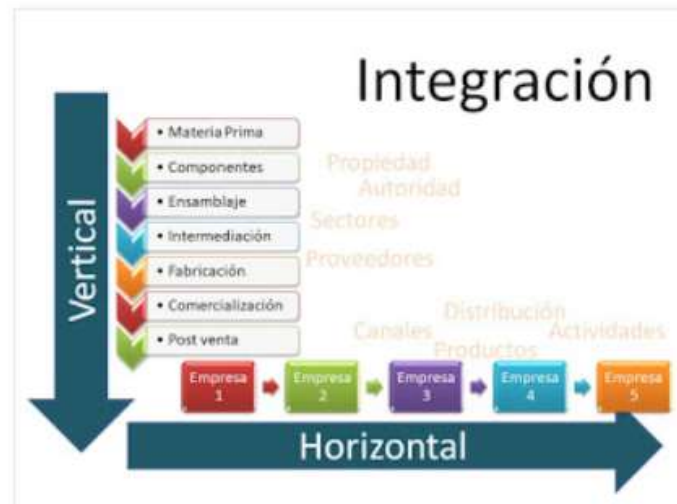 Integración
Vertical
• Materia Prima
• Componentes
• Ensamblaje
• Intermediación
• Fabricación
• Comercialización
• Post venta
Propiedad
Autoridad
Sectores
Proveedores
Distribución
Canales
Actividades
Productos
Empresa
1
Empresa
2
Empresa
3
Empresa
4
Empresa
5
Horizontal